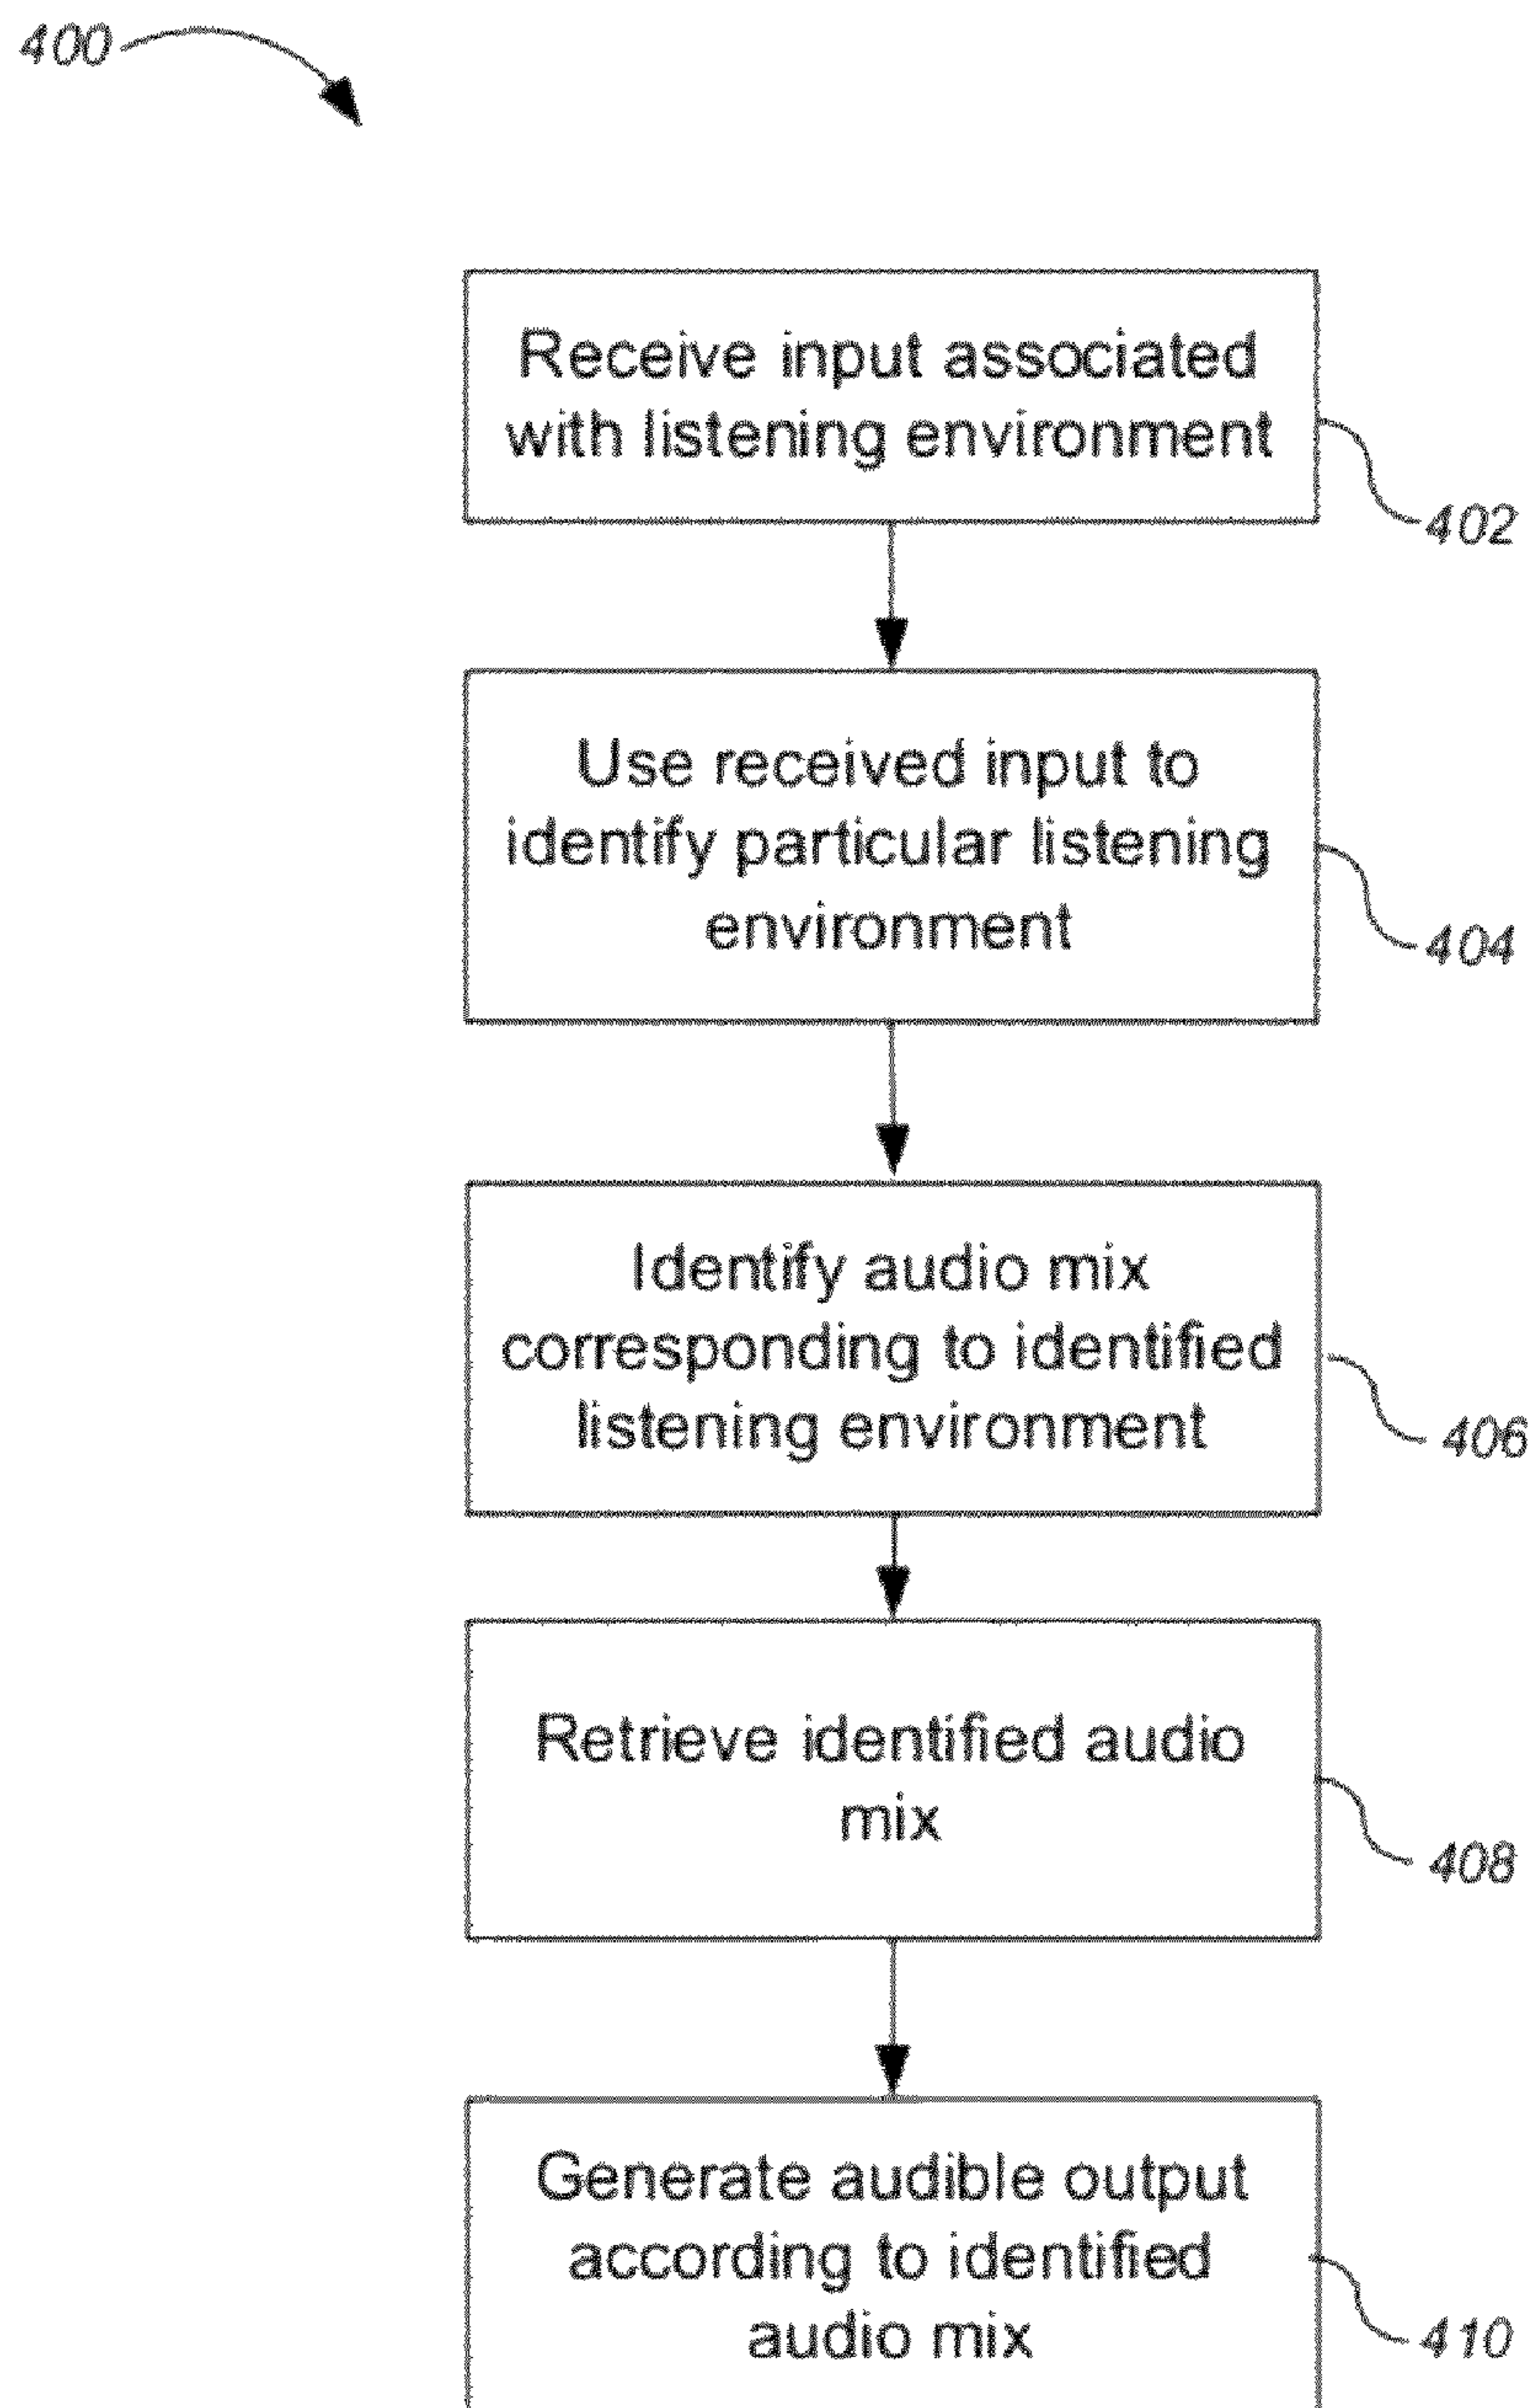 400
Receive input associated
with listening environment
402
Use received input to
identify particular listening
environment
404
Identify audio mix
corresponding to identified
listening environment
406
Retrieve identified audio
mix
408
Generate audible output
according to identified
audio mix
410